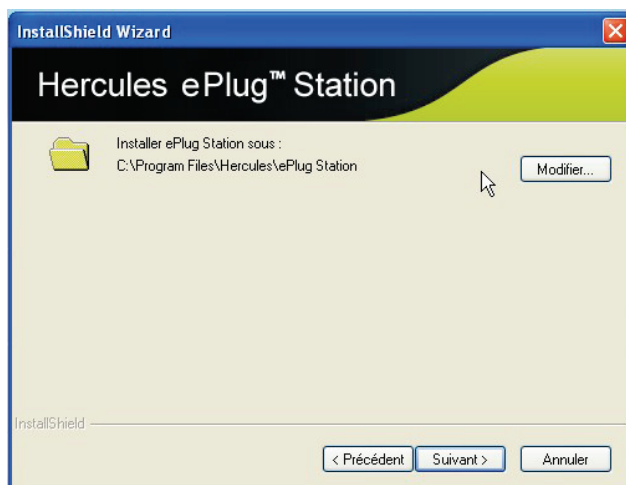 InstallShield Wizard
Hercules ePlug™ Station
Installer ePlug Station sous :
C:\Program Files\Hercules\ePlug Station
Modifier...
InstallShield
< Précédent
Suivant >
Annuler